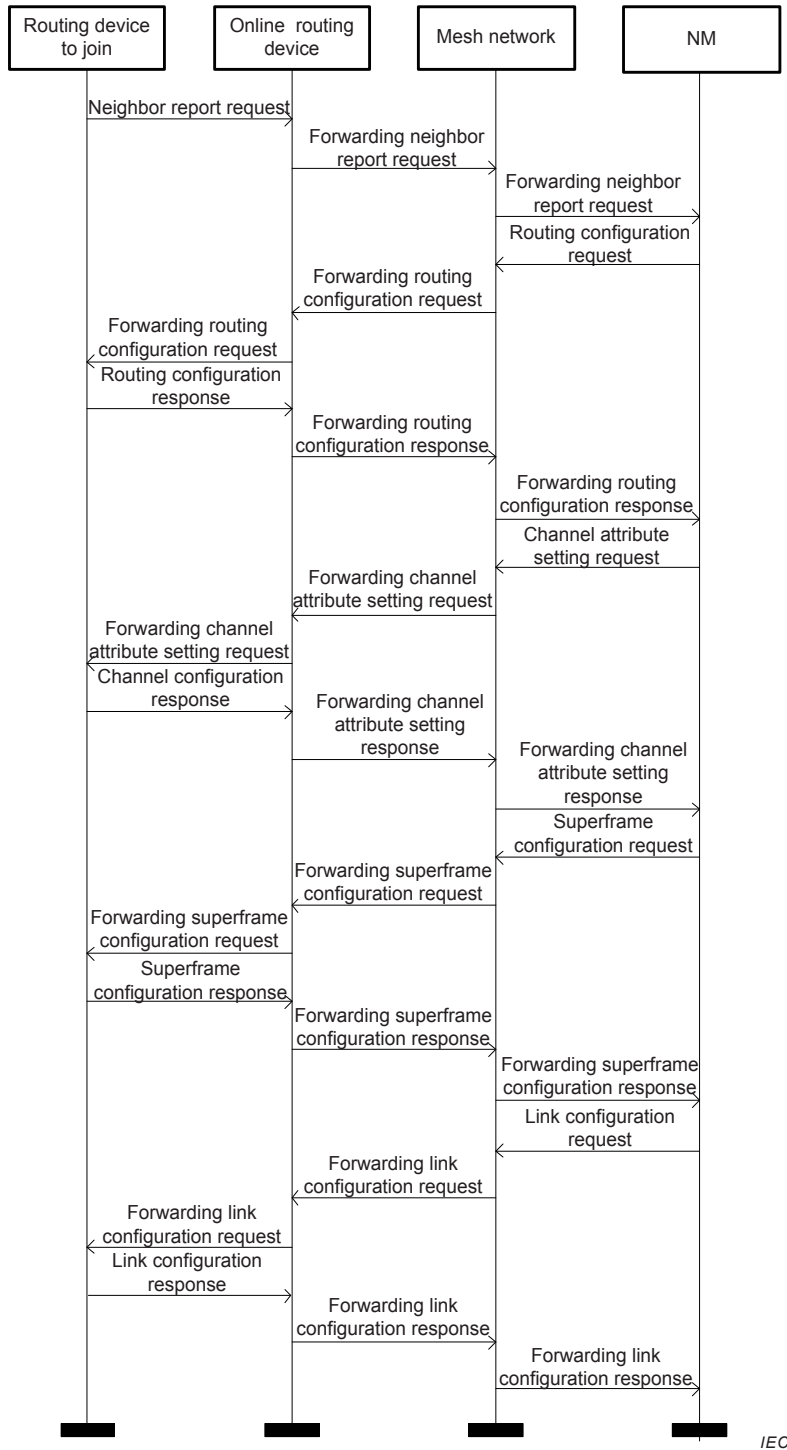 Routing device
to join
Online routing
device
Mesh network
NM
Neighbor report request
Forwarding neighbor
report request
Forwarding neighbor
report request
Routing configuration
request
Forwarding routing
configuration request
Forwarding routing
configuration request
Routing configuration
response
Forwarding routing
configuration response
Forwarding routing
configuration response
Channel attribute
setting request
Forwarding channel
attribute setting request
Forwarding channel
attribute setting request
Channel configuration
response
Forwarding channel
attribute setting
response
Forwarding channel
attribute setting
response
Superframe
configuration request
Forwarding superframe
configuration request
Forwarding superframe
configuration request
Superframe
configuration response
Forwarding superframe
configuration response
Forwarding superframe
configuration response
Link configuration
request
Forwarding link
configuration request
Forwarding link
configuration request
Link configuration
response
Forwarding link
configuration response
Forwarding link
configuration response
IEC